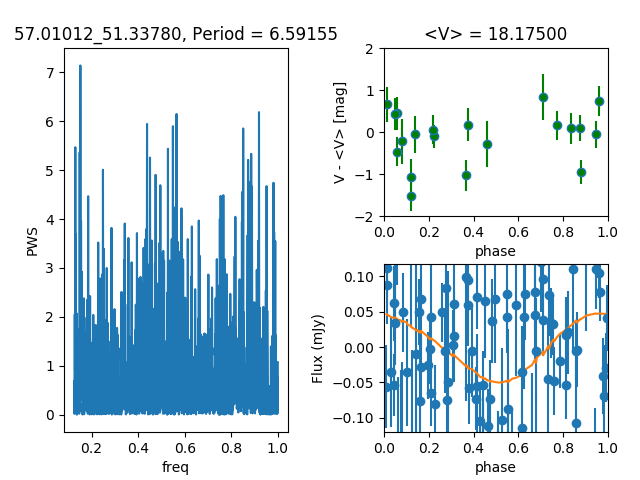 57.01012_51.33780, Period = 6.59155
<V> = 18.17500
PWS
7
6
5
4
3
2
1
0
0.2 0.4 0.6 0.8 1.0
freq
V - <V> [mag]
2
1
0
−1
−2
0.0 0.2 0.4 0.6 0.8 1.0
phase
Flux (mJy)
0.10
0.05
0.00
−0.05
−0.10
0.0 0.2 0.4 0.6 0.8 1.0
phase